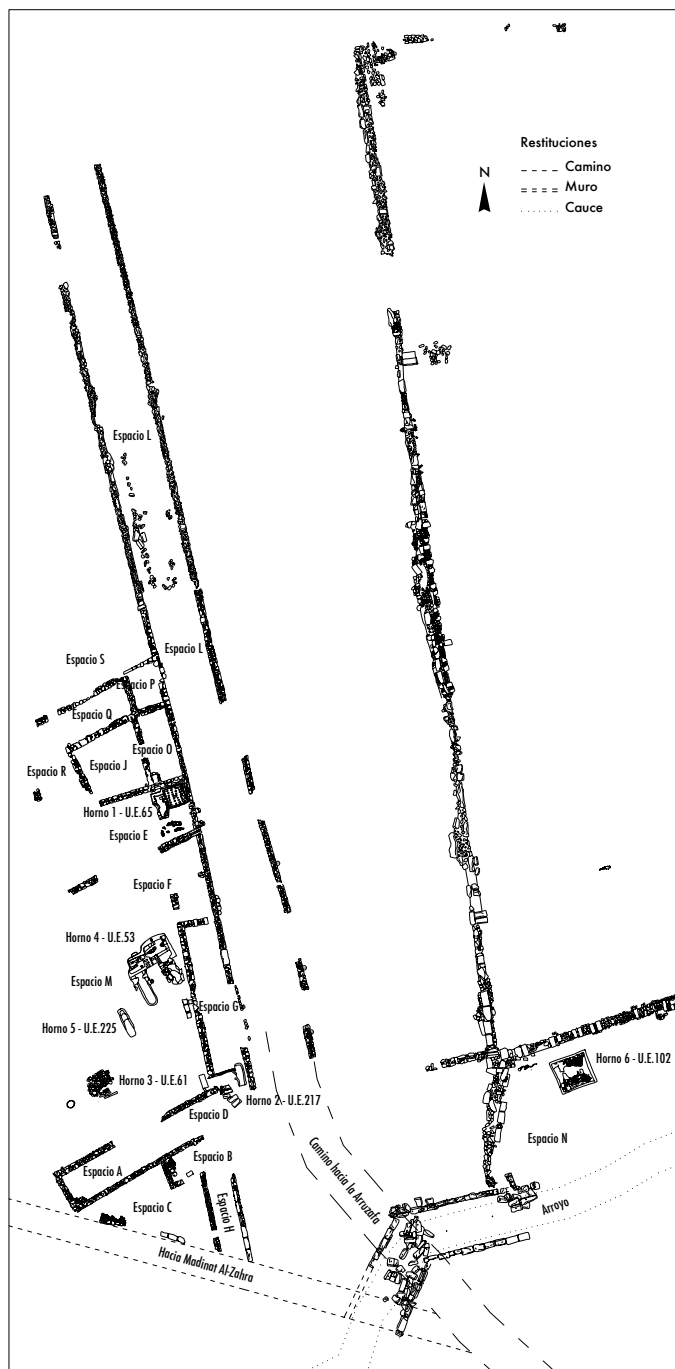 Restituciones
Camino
N
Muro
Cauce
Espacio L
Espacio L
Espacio S
Espacio P
Espacio Q
Espacio O
Espacio R
Espacio J
Horno 1 - U.E.65
Espacio E
Espacio F
Horno 4 - U.E.53
Espacio M
Espacio G
Horno 5 - U.E.225
Horno 6 - U.E.102
Horno 3 - U.E.61
Horno 2 - U.E.217
Espacio D
Espacio N
Espacio B
Espacio A
Camino hacia la Arruzafa
Espacio C
Espacio H
Arroyo
Hacia Madinat Al-Zahra